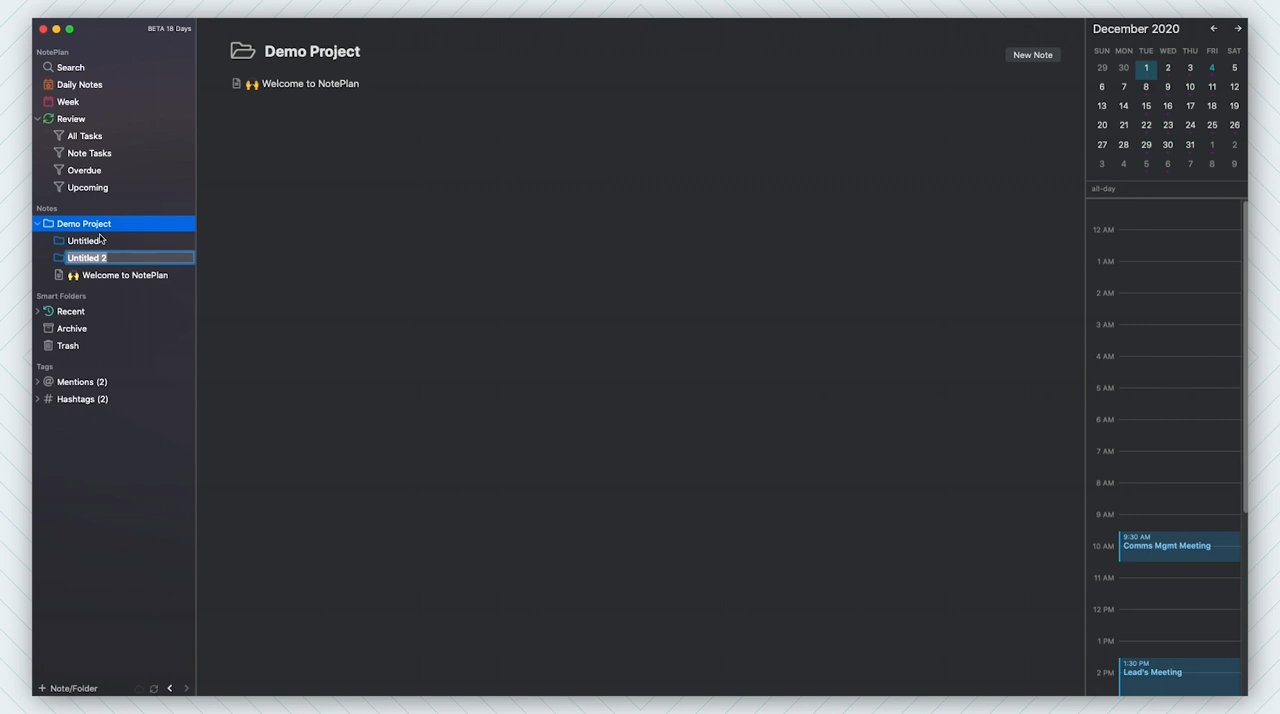 BETA 18 Days
NotePlan
Search
Daily Notes
Week
Review
All Tasks
Note Tasks
Overdue
Upcoming
Notes
Demo Project
Untitled
Untitled 2
🙌 Welcome to NotePlan
Smart Folders
Recent
Archive
Trash
Tags
@ Mentions (2)
# Hashtags (2)
+ Note/Folder
Demo Project
New Note
🙌 Welcome to NotePlan
December 2020
SUN MON TUE WED THU FRI SAT
29 30 1 2 3 4 5
6 7 8 9 10 11 12
13 14 15 16 17 18 19
20 21 22 23 24 25 26
27 28 29 30 31 1 2
3 4 5 6 7 8 9
all-day
12 AM
1 AM
2 AM
3 AM
4 AM
5 AM
6 AM
7 AM
8 AM
9 AM
9:30 AM
10 AM Comms Mgmt Meeting
11 AM
12 PM
1 PM
1:30 PM
2 PM Lead's Meeting